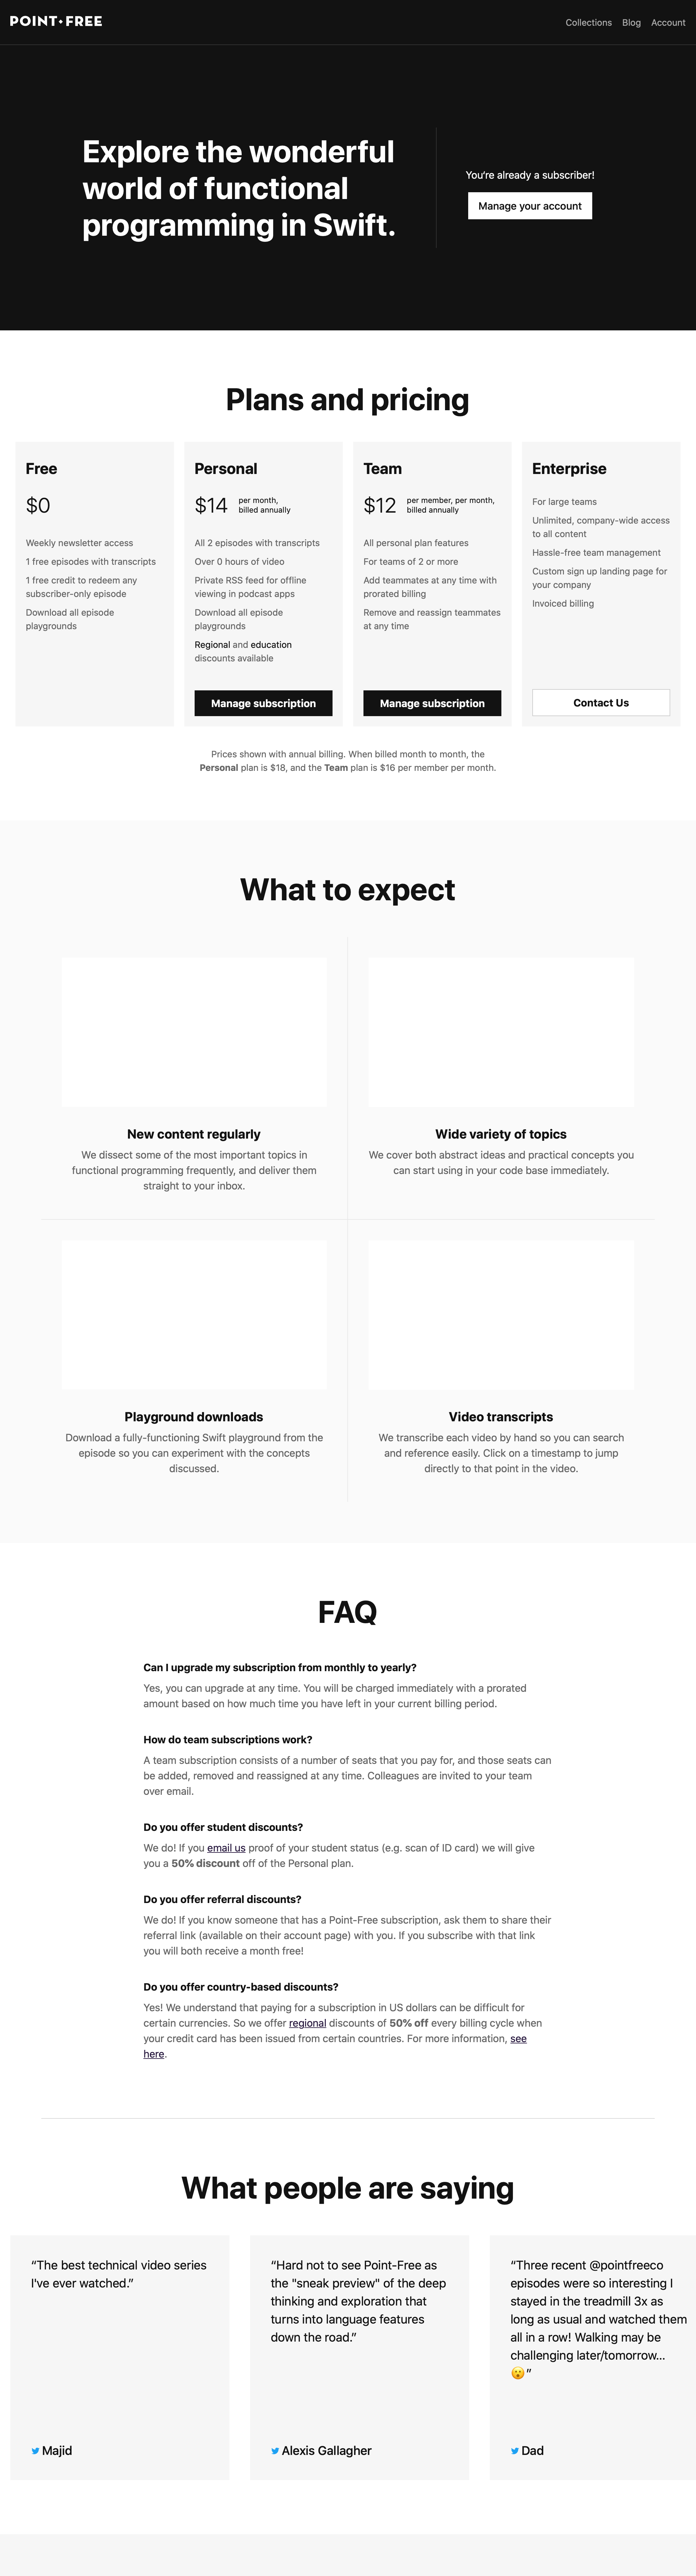 POINT·FREE
Collections Blog Account
Explore the wonderful
world of functional
programming in Swift.
You're already a subscriber!
Manage your account
Plans and pricing
Free
$0
Weekly newsletter access
1 free episodes with transcripts
1 free credit to redeem any
subscriber-only episode
Download all episode
playgrounds
Personal
$14
per month,
billed annually
All 2 episodes with transcripts
Over 0 hours of video
Private RSS feed for offline
viewing in podcast apps
Download all episode
playgrounds
Regional and education
discounts available
Manage subscription
Team
$12
per member, per month,
billed annually
All personal plan features
For teams of 2 or more
Add teammates at any time with
prorated billing
Remove and reassign teammates
at any time
Manage subscription
Enterprise
For large teams
Unlimited, company-wide access
to all content
Hassle-free team management
Custom sign up landing page for
your company
Invoiced billing
Contact Us
Prices shown with annual billing. When billed month to month, the
Personal plan is $18, and the Team plan is $16 per member per month.
What to expect
New content regularly
We dissect some of the most important topics in
functional programming frequently, and deliver them
straight to your inbox.
Wide variety of topics
We cover both abstract ideas and practical concepts you
can start using in your code base immediately.
Playground downloads
Download a fully-functioning Swift playground from the
episode so you can experiment with the concepts
discussed.
Video transcripts
We transcribe each video by hand so you can search
and reference easily. Click on a timestamp to jump
directly to that point in the video.
FAQ
Can I upgrade my subscription from monthly to yearly?
Yes, you can upgrade at any time. You will be charged immediately with a prorated
amount based on how much time you have left in your current billing period.
How do team subscriptions work?
A team subscription consists of a number of seats that you pay for, and those seats can
be added, removed and reassigned at any time. Colleagues are invited to your team
over email.
Do you offer student discounts?
We do! If you email us proof of your student status (e.g. scan of ID card) we will give
you a 50% discount off of the Personal plan.
Do you offer referral discounts?
We do! If you know someone that has a Point-Free subscription, ask them to share their
referral link (available on their account page) with you. If you subscribe with that link
you will both receive a month free!
Do you offer country-based discounts?
Yes! We understand that paying for a subscription in US dollars can be difficult for
certain currencies. So we offer regional discounts of 50% off every billing cycle when
your credit card has been issued from certain countries. For more information, see
here.
What people are saying
“The best technical video series
I've ever watched.”
Majid
“Hard not to see Point-Free as
the "sneak preview" of the deep
thinking and exploration that
turns into language features
down the road.”
Alexis Gallagher
“Three recent @pointfreeco
episodes were so interesting I
stayed in the treadmill 3x as
long as usual and watched them
all in a row! Walking may be
challenging later/tomorrow...
😮”
Dad